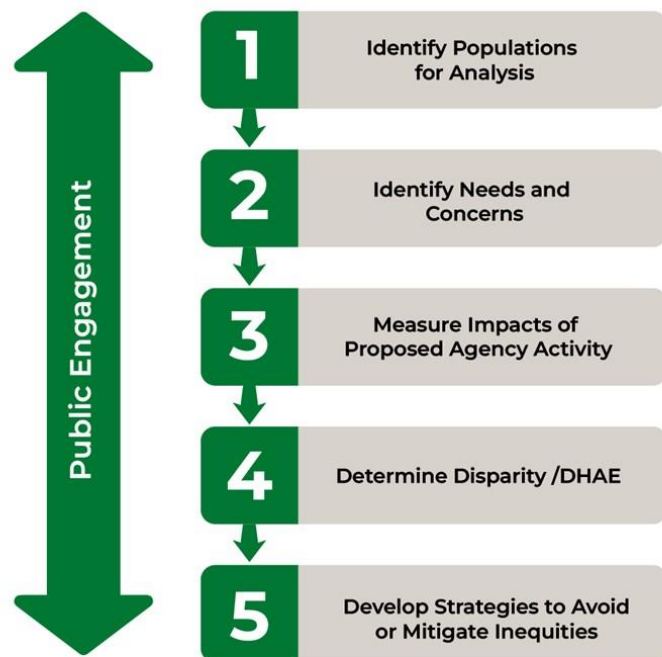 Public Engagement
1
Identify Populations
for Analysis
2
Identify Needs and
Concerns
3
Measure Impacts of
Proposed Agency Activity
4
Determine Disparity /DHAE
5
Develop Strategies to Avoid
or Mitigate Inequities